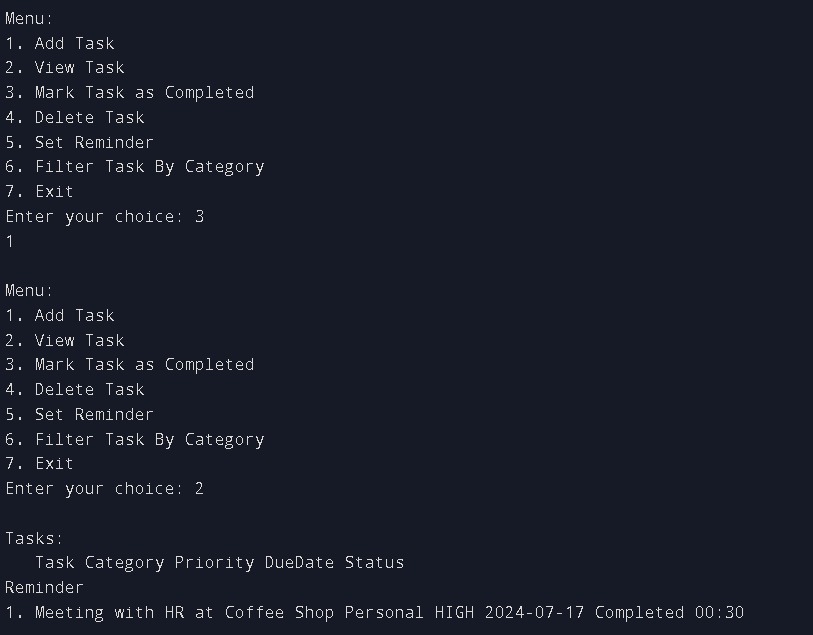 Menu:
1. Add Task
2. View Task
3. Mark Task as Completed
4. Delete Task
5. Set Reminder
6. Filter Task By Category
7. Exit
Enter your choice: 3
1
Menu:
1. Add Task
2. View Task
3. Mark Task as Completed
4. Delete Task
5. Set Reminder
6. Filter Task By Category
7. Exit
Enter your choice: 2
Tasks:
Task Category Priority DueDate Status
Reminder
1. Meeting with HR at Coffee Shop Personal HIGH 2024-07-17 Completed 00:30